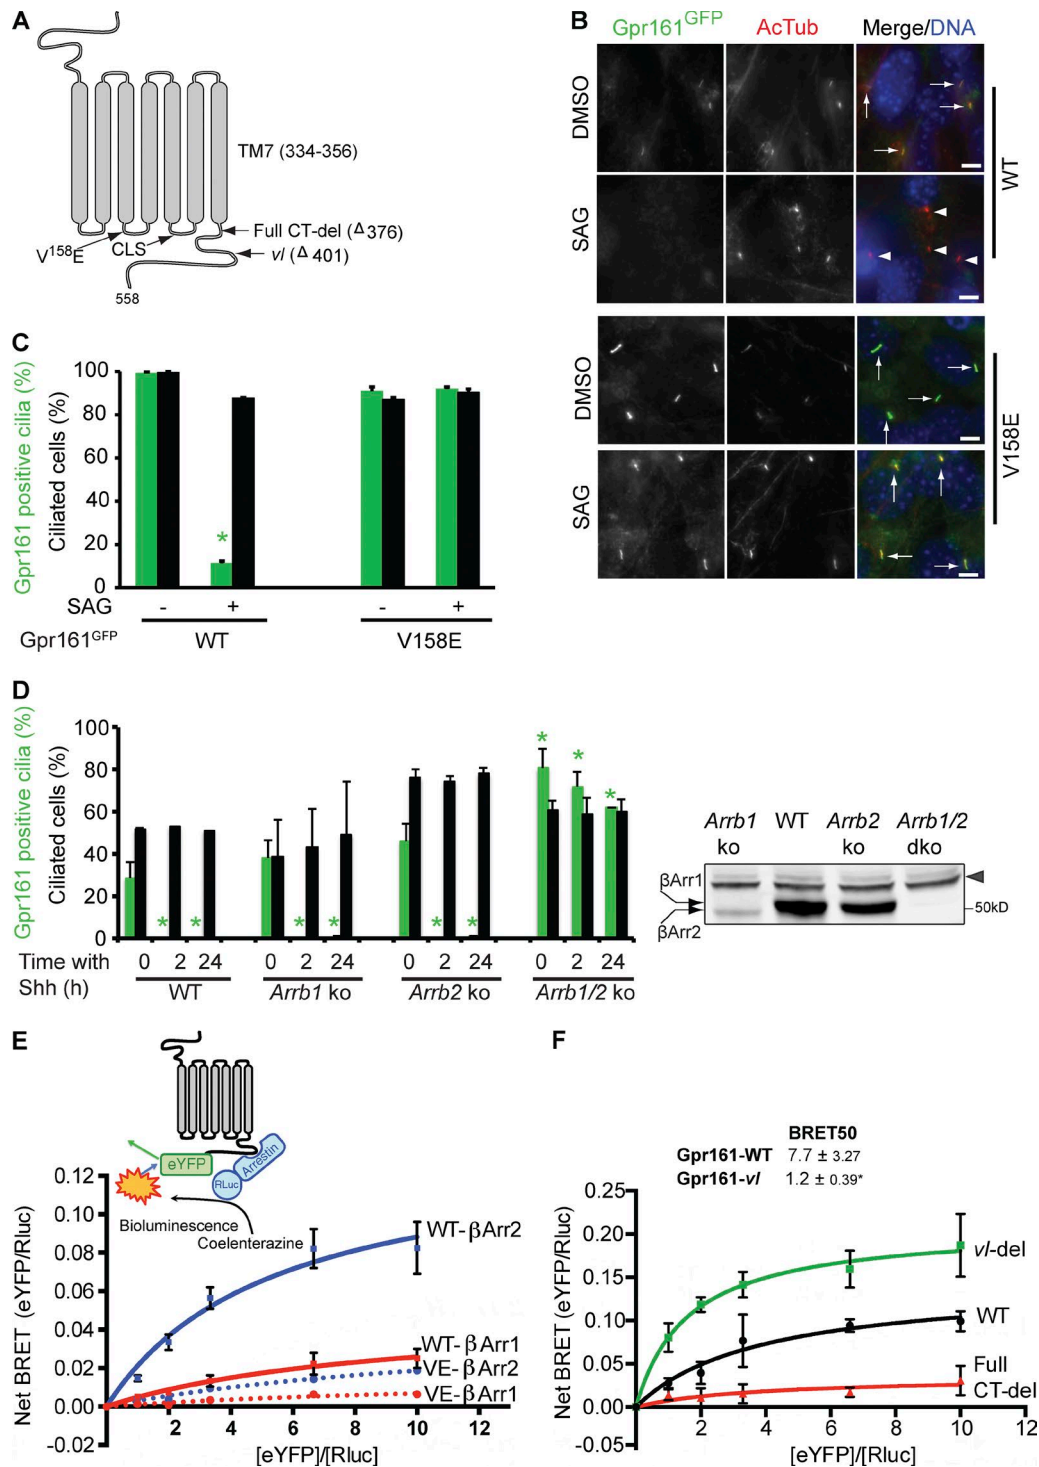 A
TM7 (334-356)
Full CT-del (Δ376)
vl (Δ401)
V158E
CLS
558
B
Gpr161GFP AcTub Merge/DNA
DMSO
SAG
WT
DMSO
SAG
V158E
C
Gpr161 positive cilia (%)
Ciliated cells (%)
100
80
60
40
20
0
*
SAG - + - +
Gpr161GFP WT V158E
D
Gpr161 positive cilia (%)
Ciliated cells (%)
100
80
60
40
20
0
* * * * * * * * *
Time with 0 2 24 0 2 24 0 2 24 0 2 24
Shh (h) WT Arrb1 ko Arrb2 ko Arrb1/2 ko
Arrb1 WT Arrb2 Arrb1/2
ko ko dko
βArr1
βArr2
50kD
E
eYFP
RLuc
Arrestin
Bioluminescence
Coelenterazine
Net BRET (eYFP/Rluc)
0.12
0.10
0.08
0.06
0.04
0.02
0.00
-0.02
WT-βArr2
WT-βArr1
VE-βArr2
VE-βArr1
2 4 6 8 10 12
[eYFP]/[Rluc]
F
BRET50
Gpr161-WT 7.7 ± 3.27
Gpr161-vl 1.2 ± 0.39*
Net BRET (eYFP/Rluc)
0.25
0.20
0.15
0.10
0.05
0.00
-0.05
vl-del
WT
Full
CT-del
2 4 6 8 10 12
[eYFP]/[Rluc]